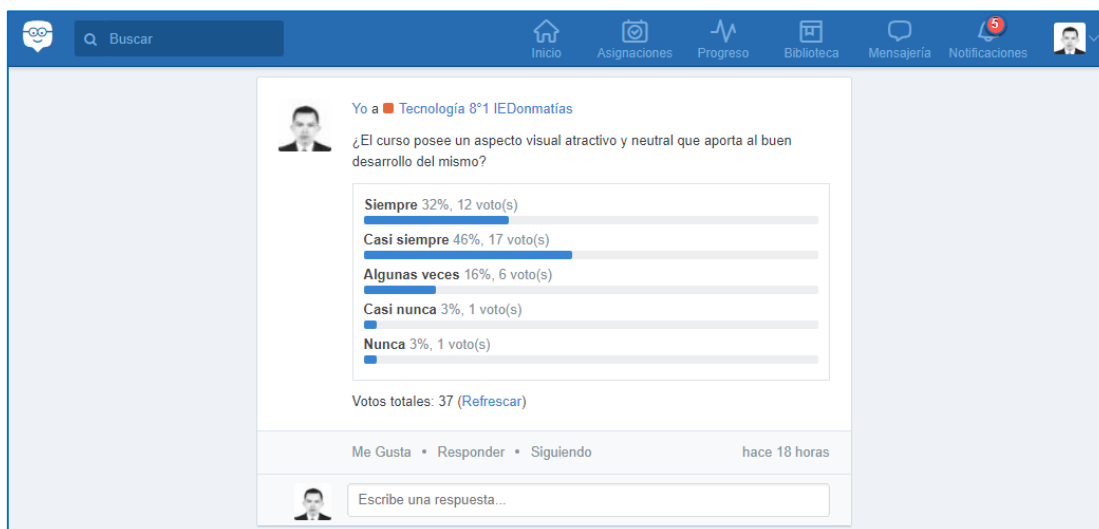 Buscar
Inicio
Asignaciones
Progreso
Biblioteca
Mensajería
5
Notificaciones
Yo a Tecnología 8°1 IEDonmatías
¿El curso posee un aspecto visual atractivo y neutral que aporta al buen
desarrollo del mismo?
Siempre 32%, 12 voto(s)
Casi siempre 46%, 17 voto(s)
Algunas veces 16%, 6 voto(s)
Casi nunca 3%, 1 voto(s)
Nunca 3%, 1 voto(s)
Votos totales: 37 (Refrescar)
Me Gusta • Responder • Siguiendo hace 18 horas
Escribe una respuesta...